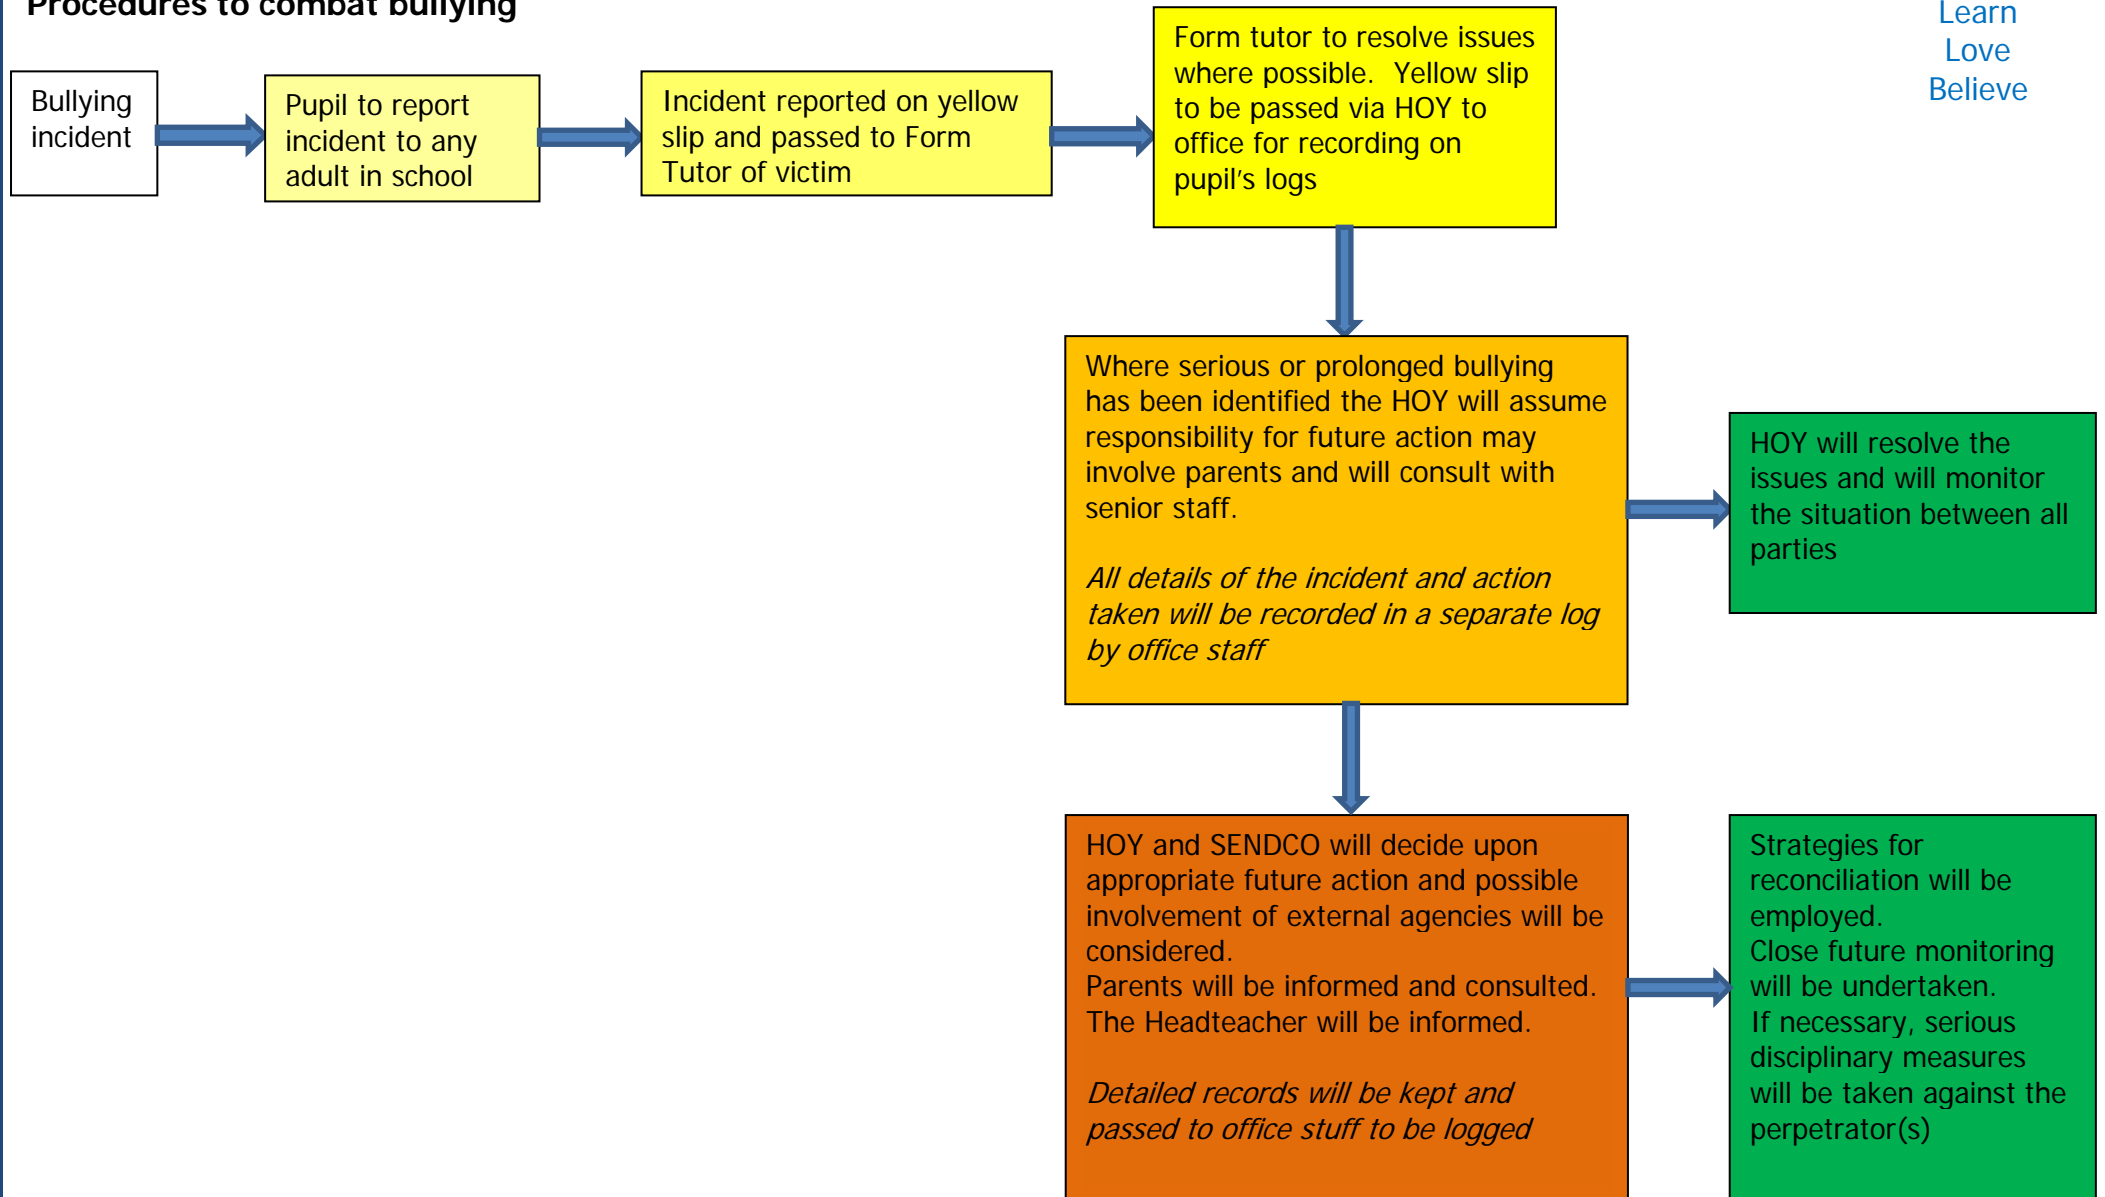 Procedures to combat bullying
Learn
Love
Believe
Bullying
incident
Pupil to report
incident to any
adult in school
Incident reported on yellow
slip and passed to Form
Tutor of victim
Form tutor to resolve issues
where possible.  Yellow slip
to be passed via HOY to
office for recording on
pupil's logs
Where serious or prolonged bullying
has been identified the HOY will assume
responsibility for future action may
involve parents and will consult with
senior staff.
All details of the incident and action
taken will be recorded in a separate log
by office staff
HOY will resolve the
issues and will monitor
the situation between all
parties
HOY and SENDCO will decide upon
appropriate future action and possible
involvement of external agencies will be
considered.
Parents will be informed and consulted.
The Headteacher will be informed.
Detailed records will be kept and
passed to office stuff to be logged
Strategies for
reconciliation will be
employed.
Close future monitoring
will be undertaken.
If necessary, serious
disciplinary measures
will be taken against the
perpetrator(s)